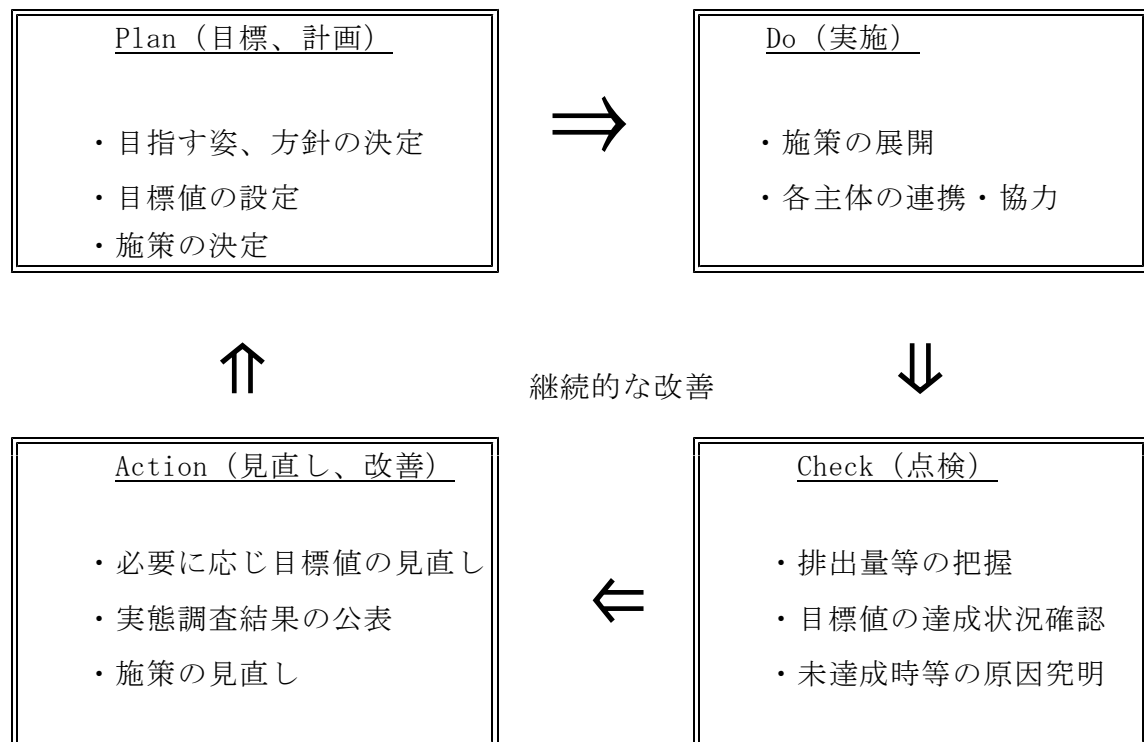 Plan（目標、計画）
・目指す姿、方針の決定
・目標値の設定
・施策の決定
⇒
Do（実施）
・施策の展開
・各主体の連携・協力
⇑
継続的な改善
⇓
Action（見直し、改善）
・必要に応じ目標値の見直し
・実態調査結果の公表
・施策の見直し
⇐
Check（点検）
・排出量等の把握
・目標値の達成状況確認
・未達成時等の原因究明